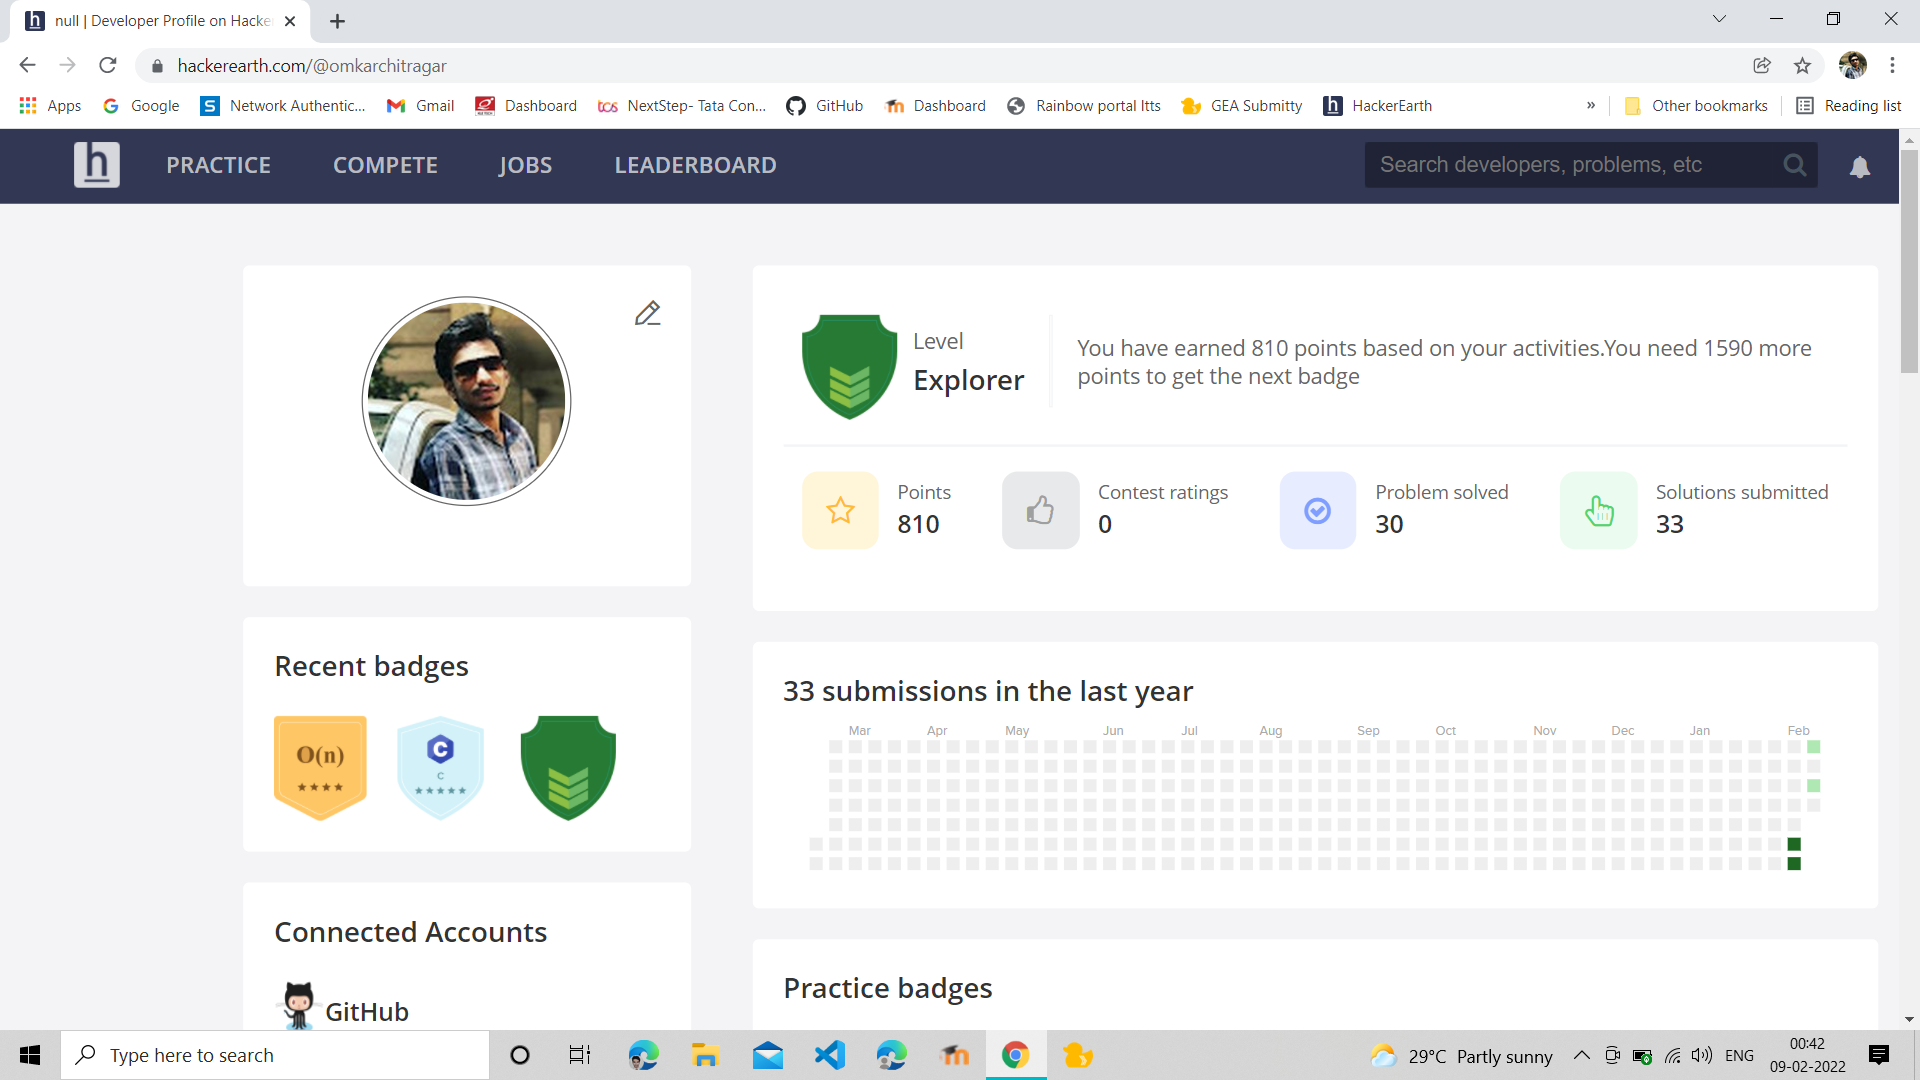 null | Developer Profile on Hacke
hackerearth.com/@omkarchitragar
Apps
Google
S
Network Authentic...
Gmail
Dashboard
tcs
NextStep- Tata Con...
GitHub
Dashboard
Rainbow portal Itts
GEA Submitty
h
HackerEarth
»
Other bookmarks
Reading list
h
PRACTICE
COMPETE
JOBS
LEADERBOARD
Search developers, problems, etc
Level
Explorer
You have earned 810 points based on your activities.You need 1590 more
points to get the next badge
Points
810
Contest ratings
0
Problem solved
30
Solutions submitted
33
Recent badges
O(n)
C
C
33 submissions in the last year
Mar Apr May Jun Jul Aug Sep Oct Nov Dec Jan Feb
Connected Accounts
GitHub
Practice badges
Type here to search
29°C Partly sunny
ENG
00:42
09-02-2022